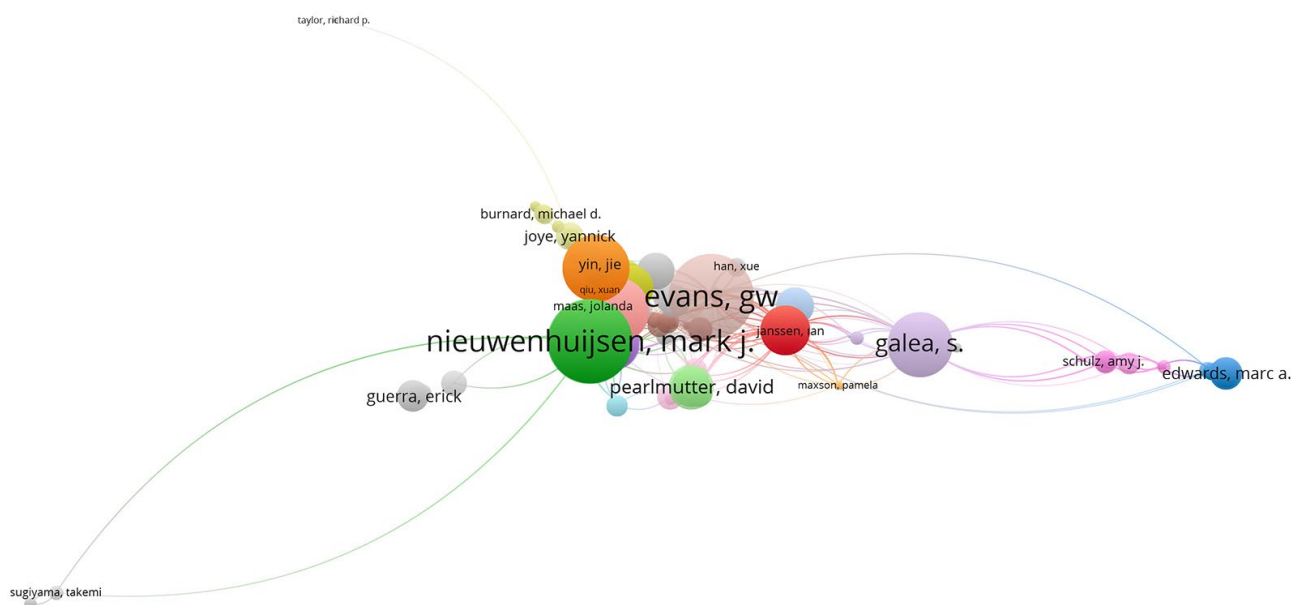 taylor, richard p.
burnard, michael d.
joye, yannick
yin, jie
han, xue
qiu, xuan
evans, gw
maas, jolanda
janssen, ian
nieuwenhuijsen, mark j.
galea, s.
schulz, amy j.
edwards, marc a.
pearlmutter, david
maxson, pamela
guerra, erick
sugiyama, takemi